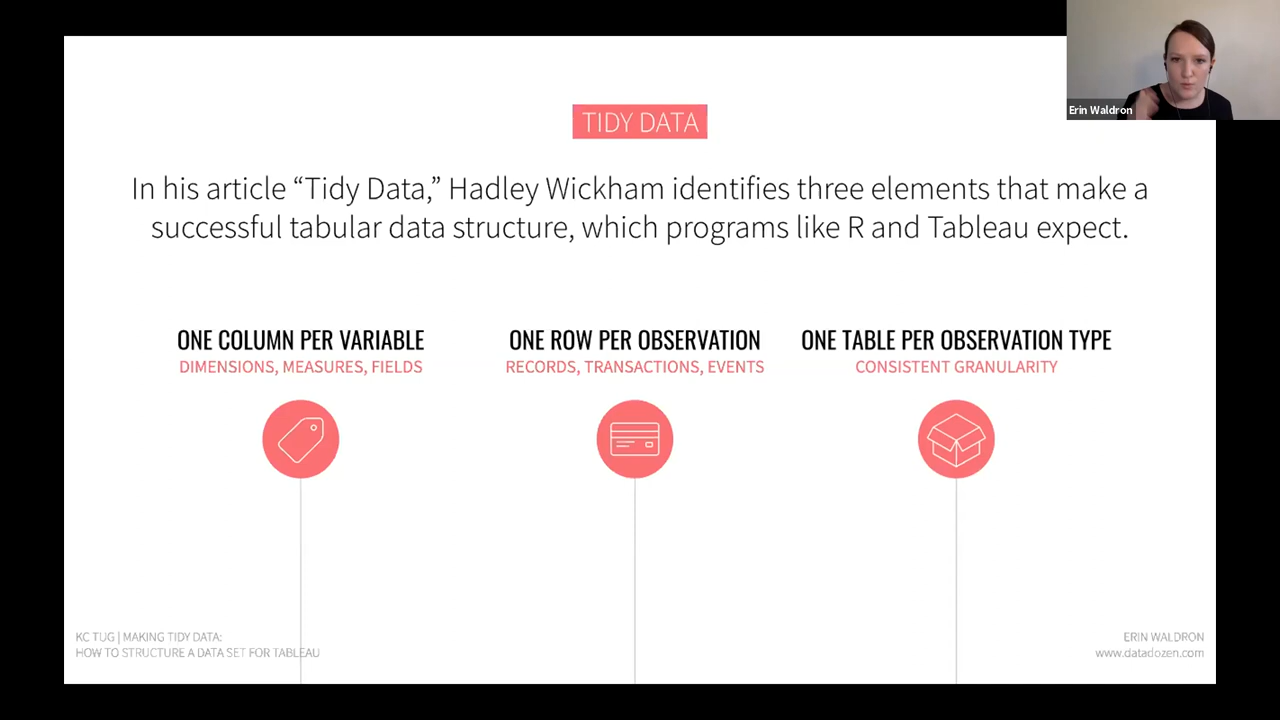 Erin Waldron
TIDY DATA
In his article “Tidy Data,” Hadley Wickham identifies three elements that make a
successful tabular data structure, which programs like R and Tableau expect.
ONE COLUMN PER VARIABLE
DIMENSIONS, MEASURES, FIELDS
ONE ROW PER OBSERVATION
RECORDS, TRANSACTIONS, EVENTS
ONE TABLE PER OBSERVATION TYPE
CONSISTENT GRANULARITY
KC TUG | MAKING TIDY DATA:
HOW TO STRUCTURE A DATA SET FOR TABLEAU
ERIN WALDRON
www.datadozen.com